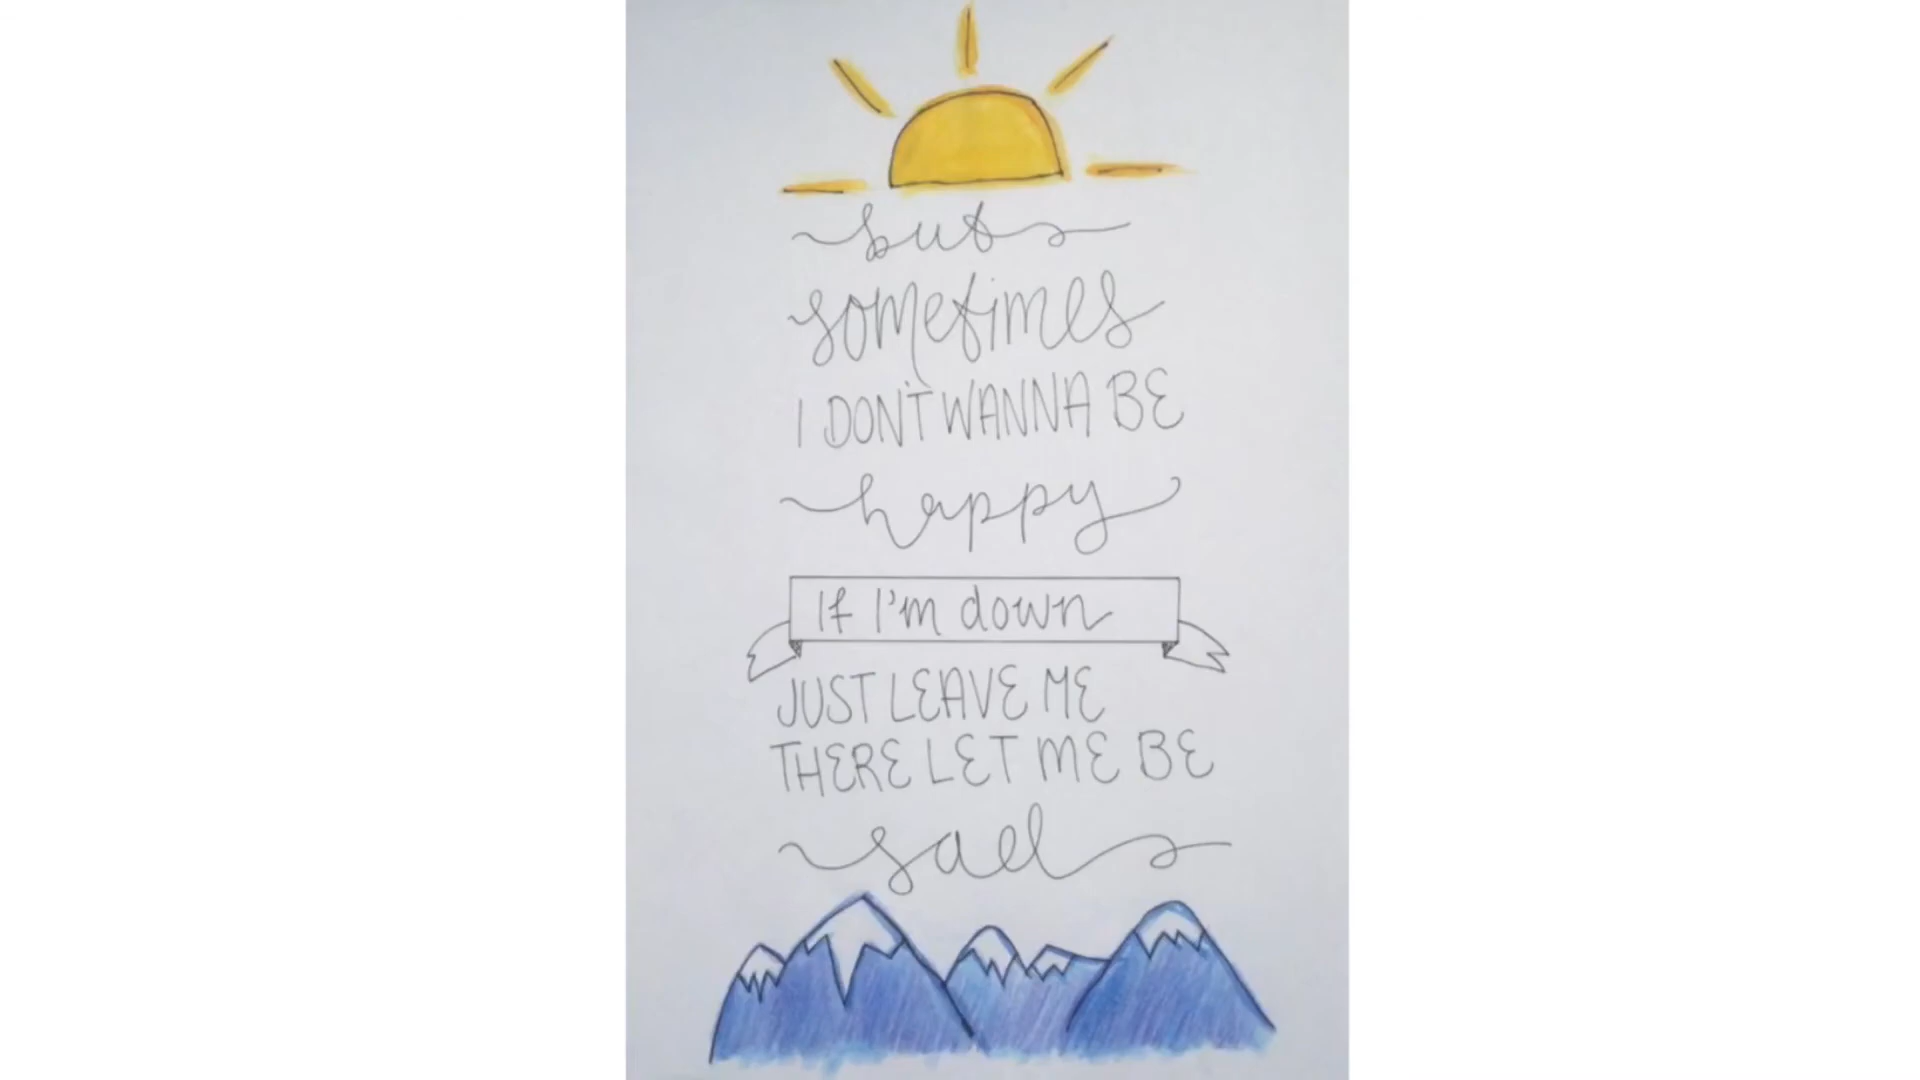 but
sometimes
I DON'T WANNA BE
happy
If I'm down
JUST LEAVE ME
THERE LET ME BE
sad